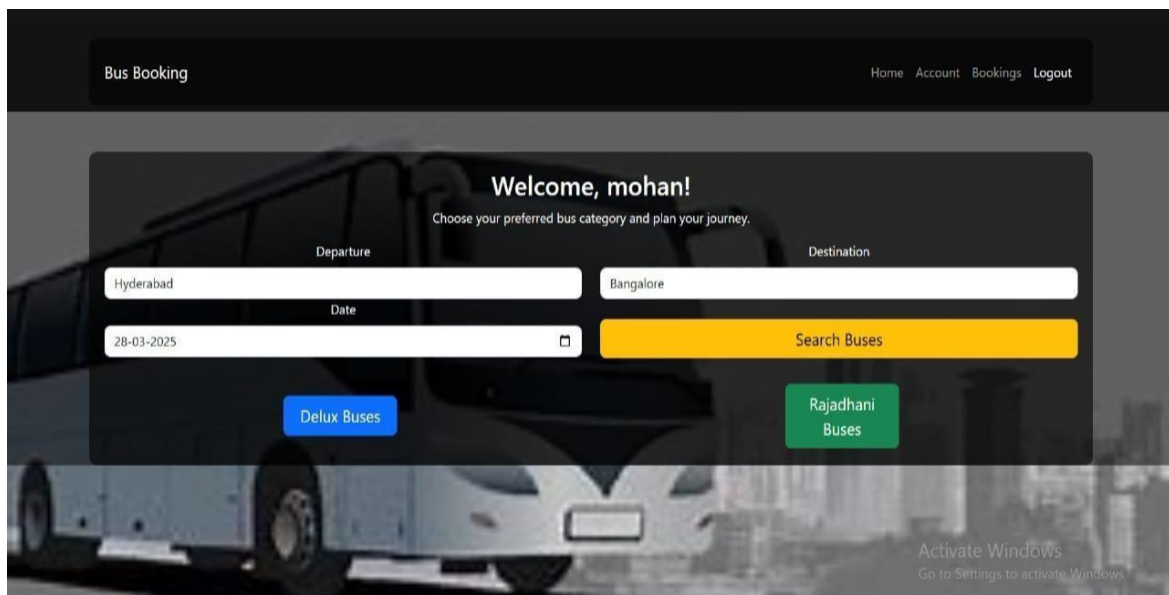 Bus Booking
Home Account Bookings Logout
Welcome, mohan!
Choose your preferred bus category and plan your journey.
Departure
Destination
Hyderabad
Bangalore
Date
28-03-2025
Search Buses
Delux Buses
Rajadhani
Buses
Activate Windows
Go to Settings to activate Windows.